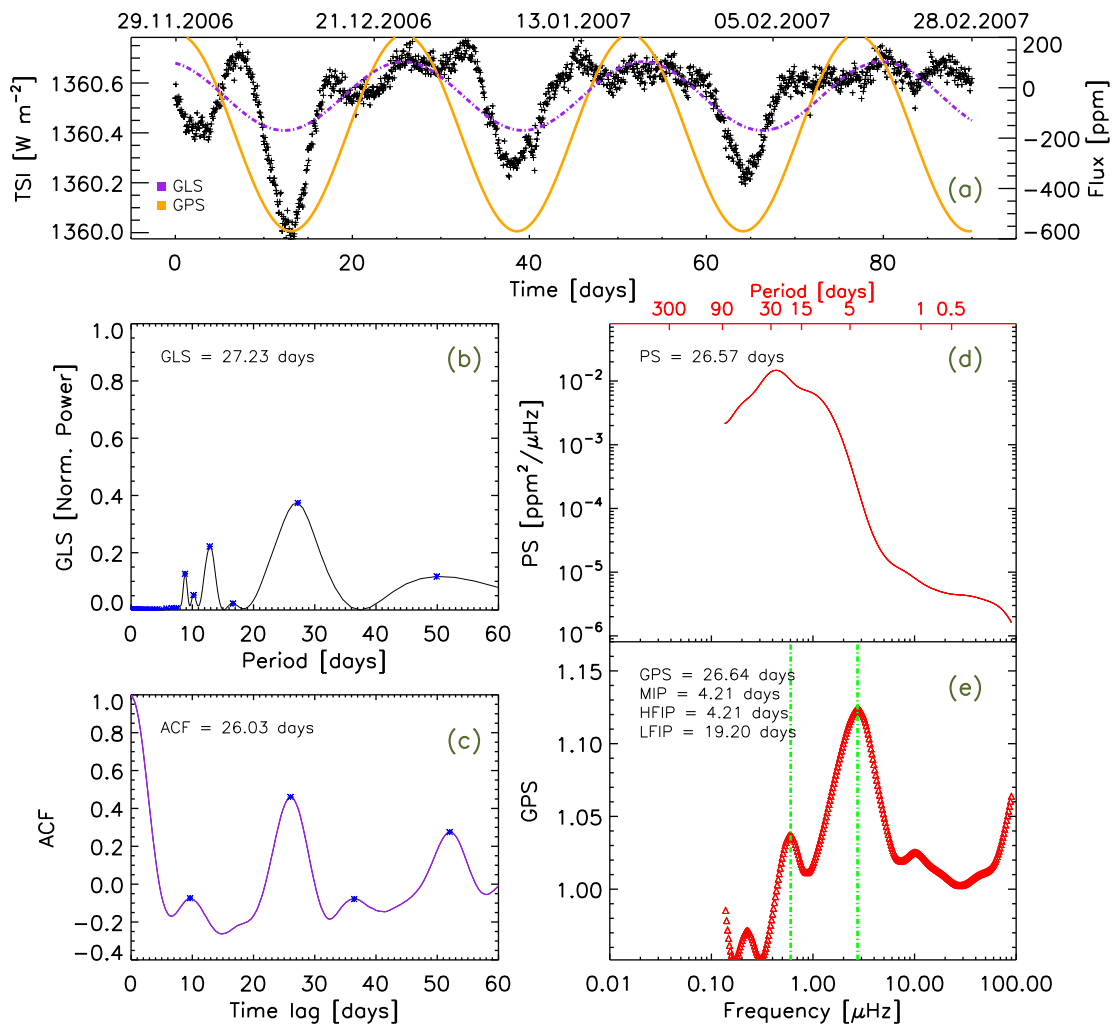 29.11.2006 21.12.2006 13.01.2007 05.02.2007 28.02.2007
TSI [W m⁻²]
1360.6
1360.4
1360.2
1360.0
200
0
−200
−400
−600
Flux [ppm]
GLS
GPS
(a)
0 20 40 60 80
Time [days]
Period [days]
300 90 30 15 5 1 0.5
GLS [Norm. Power]
1.0
0.8
0.6
0.4
0.2
0.0
GLS = 27.23 days
(b)
0 10 20 30 40 50 60
Period [days]
PS [ppm²/μHz]
10⁻²
10⁻³
10⁻⁴
10⁻⁵
10⁻⁶
PS = 26.57 days
(d)
ACF
1.0
0.8
0.6
0.4
0.2
0.0
−0.2
−0.4
ACF = 26.03 days
(c)
0 10 20 30 40 50 60
Time lag [days]
GPS
1.15
1.10
1.05
1.00
GPS = 26.64 days
MIP = 4.21 days
HFIP = 4.21 days
LFIP = 19.20 days
(e)
0.01 0.10 1.00 10.00 100.00
Frequency [μHz]